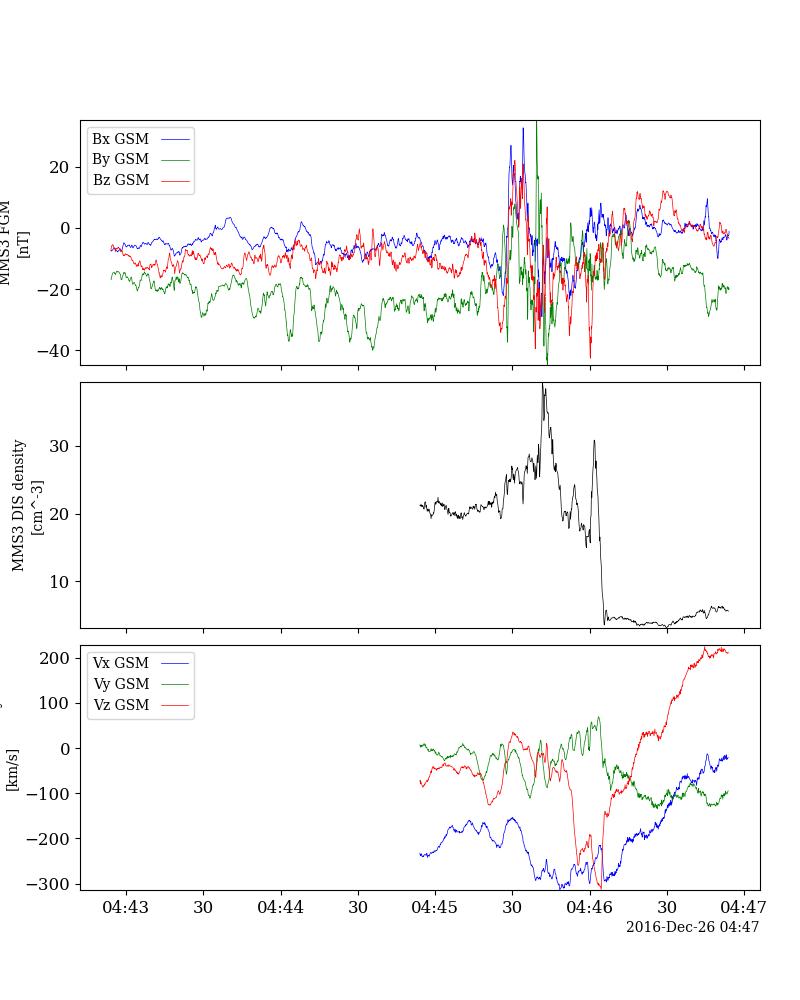 Bx GSM
By GSM
Bz GSM
MMS3 FGM
[nT]
20
0
−20
−40
MMS3 DIS density
[cm^-3]
30
20
10
Vx GSM
Vy GSM
Vz GSM
[km/s]
200
100
0
−100
−200
−300
04:43 30 04:44 30 04:45 30 04:46 30 04:47
2016-Dec-26 04:47